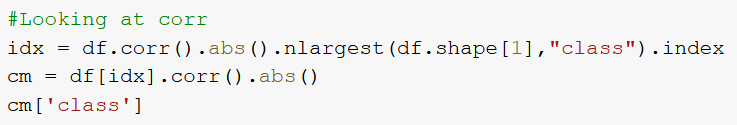 #Looking at corr
idx = df.corr().abs().nlargest(df.shape[1],"class").index
cm = df[idx].corr().abs()
cm['class']